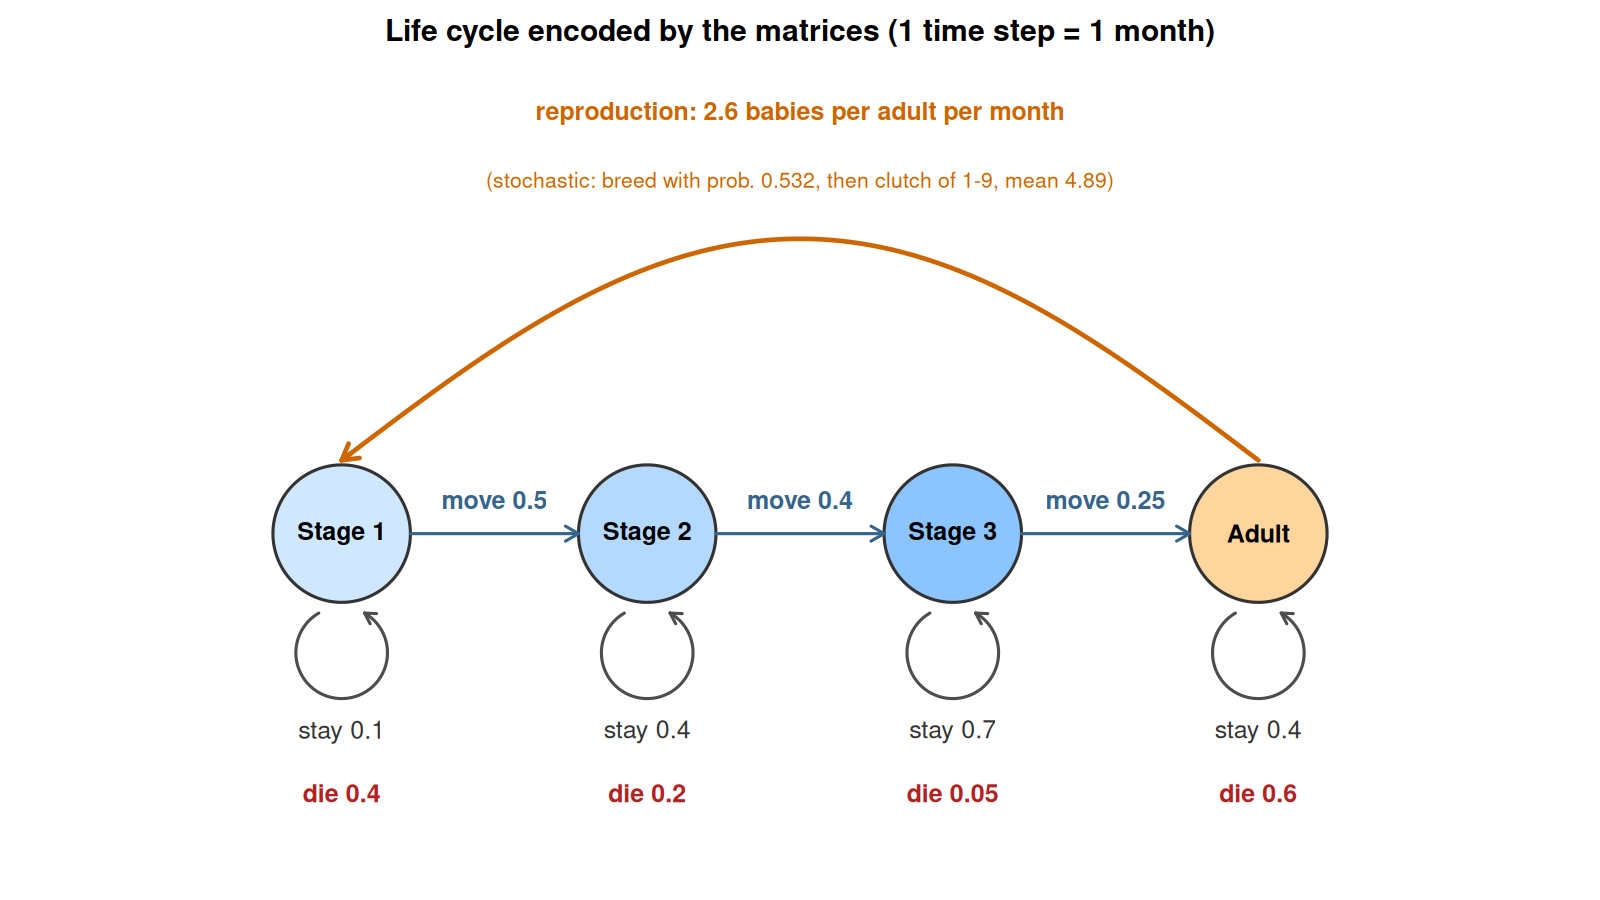 Life cycle encoded by the matrices (1 time step = 1 month)
reproduction: 2.6 babies per adult per month
(stochastic: breed with prob. 0.532, then clutch of 1-9, mean 4.89)
move 0.5
move 0.4
move 0.25
Stage 1
Stage 2
Stage 3
Adult
stay 0.1
stay 0.4
stay 0.7
stay 0.4
die 0.4
die 0.2
die 0.05
die 0.6